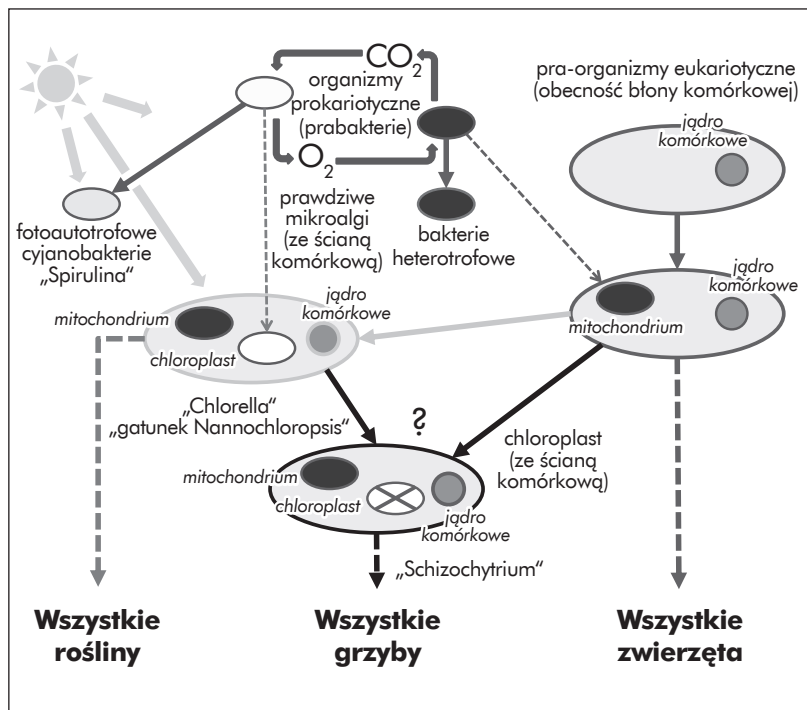 CO2
organizmy
prokariotyczne
(prabakterie)
O2
pra-organizmy eukariotyczne
(obecność błony komórkowej)
jądro
komórkowe
fotoautotrofowe
cyjanobakterie
„Spirulina“
prawdziwe
mikroalgi
(ze ścianą
komórkową)
bakterie
heterotrofowe
mitochondrium
chloroplast
jądro
komórkowe
mitochondrium
jądro
komórkowe
„Chlorella“
„gatunek Nannochloropsis“
?
chloroplast
(ze ścianą
komórkową)
mitochondrium
chloroplast
jądro
komórkowe
„Schizochytrium“
Wszystkie
rośliny
Wszystkie
grzyby
Wszystkie
zwierzęta